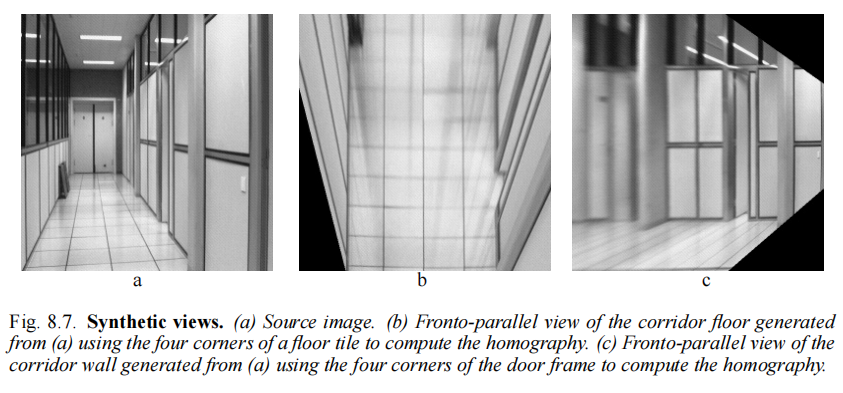 a b c
Fig. 8.7. Synthetic views. (a) Source image. (b) Fronto-parallel view of the corridor floor generated
from (a) using the four corners of a floor tile to compute the homography. (c) Fronto-parallel view of the
corridor wall generated from (a) using the four corners of the door frame to compute the homography.